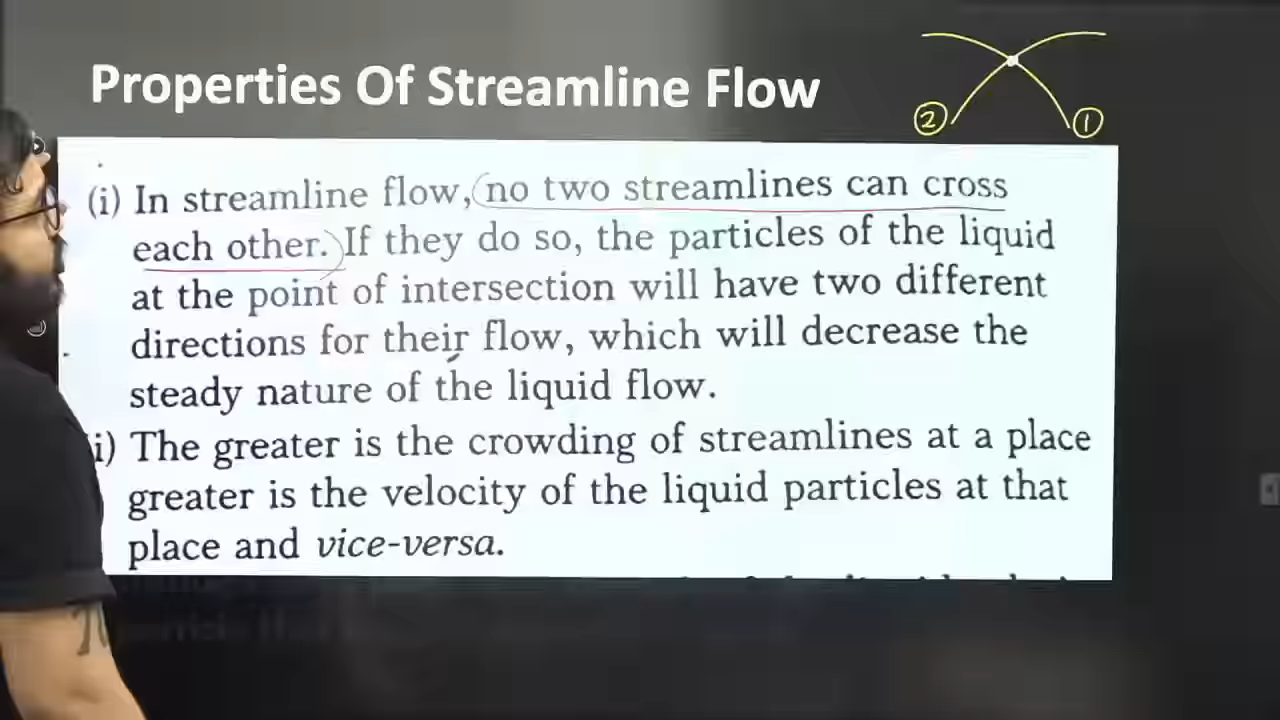 Properties Of Streamline Flow
2
1
(i) In streamline flow, no two streamlines can cross
each other. If they do so, the particles of the liquid
at the point of intersection will have two different
directions for their flow, which will decrease the
steady nature of the liquid flow.
i) The greater is the crowding of streamlines at a place
greater is the velocity of the liquid particles at that
place and vice-versa.
π